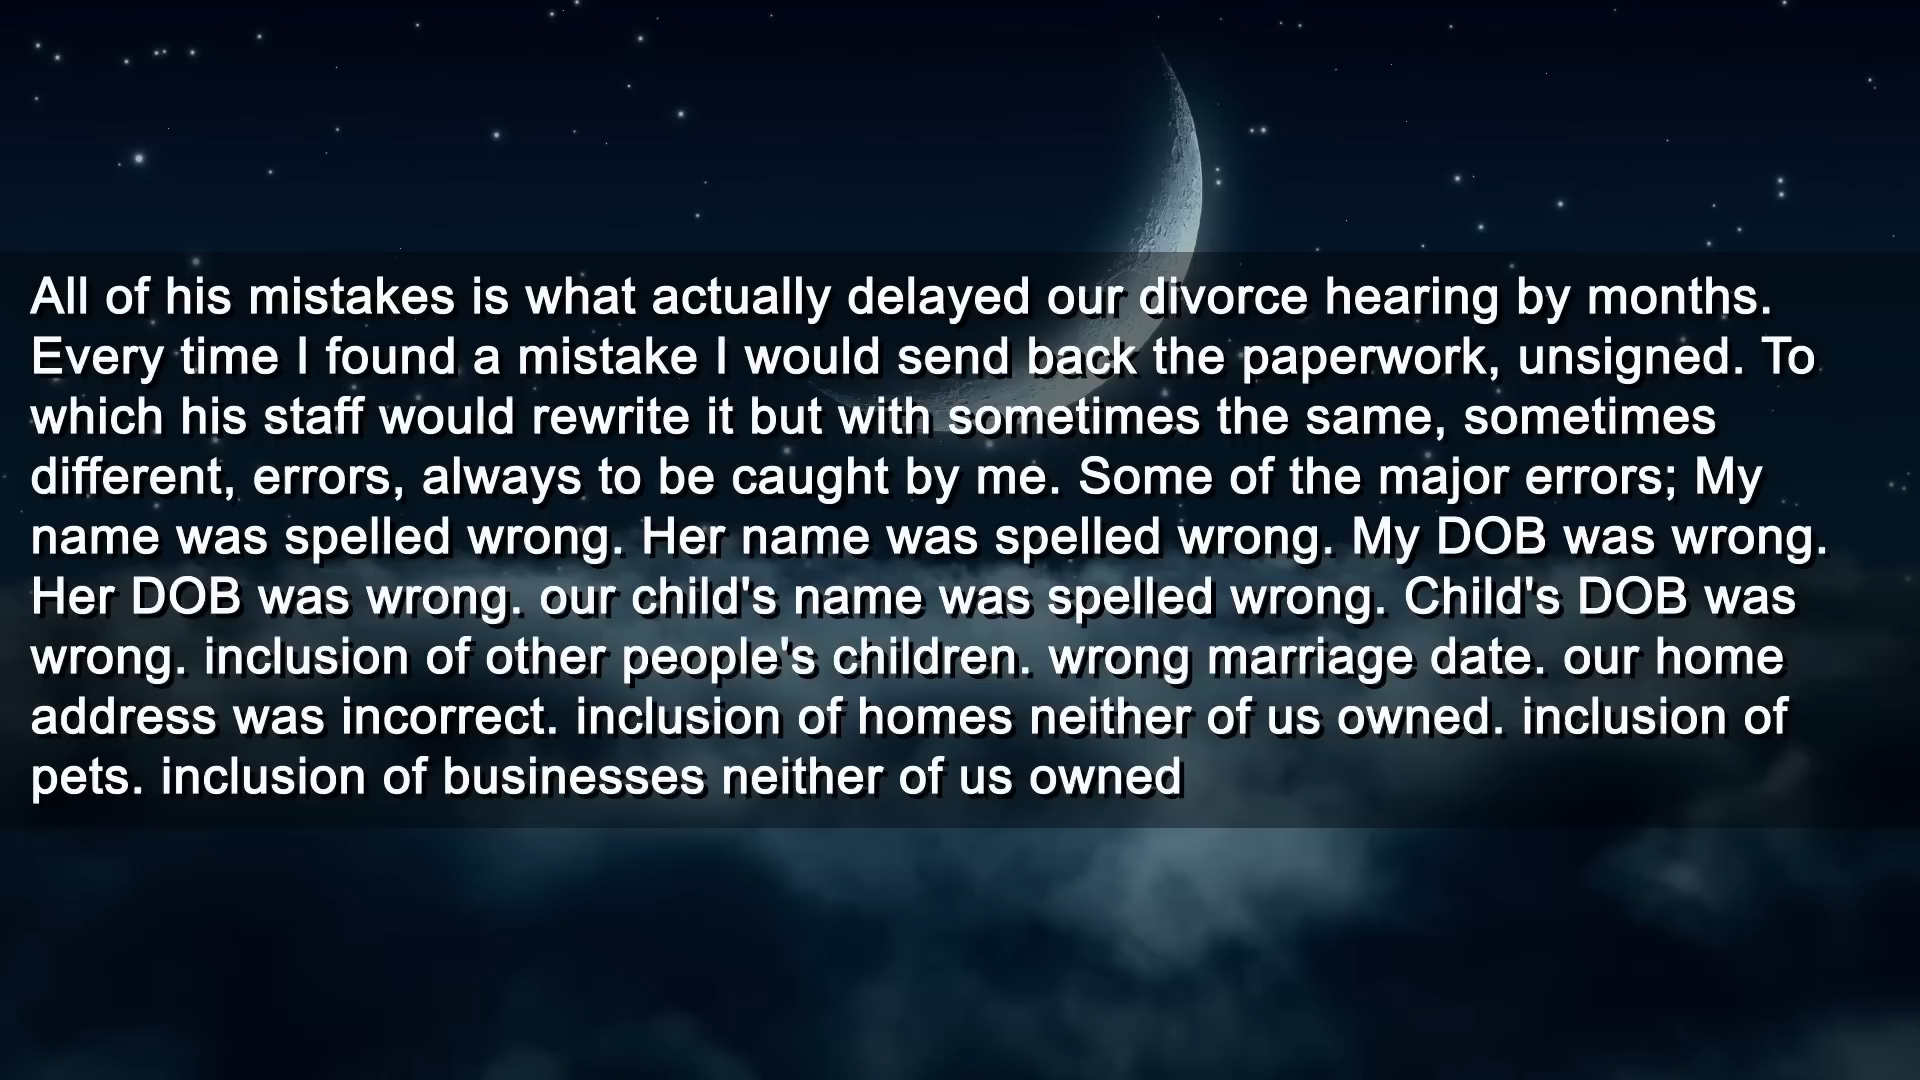 All of his mistakes is what actually delayed our divorce hearing by months.
Every time I found a mistake I would send back the paperwork, unsigned. To
which his staff would rewrite it but with sometimes the same, sometimes
different, errors, always to be caught by me. Some of the major errors; My
name was spelled wrong. Her name was spelled wrong. My DOB was wrong.
Her DOB was wrong. our child's name was spelled wrong. Child's DOB was
wrong. inclusion of other people's children. wrong marriage date. our home
address was incorrect. inclusion of homes neither of us owned. inclusion of
pets. inclusion of businesses neither of us owned